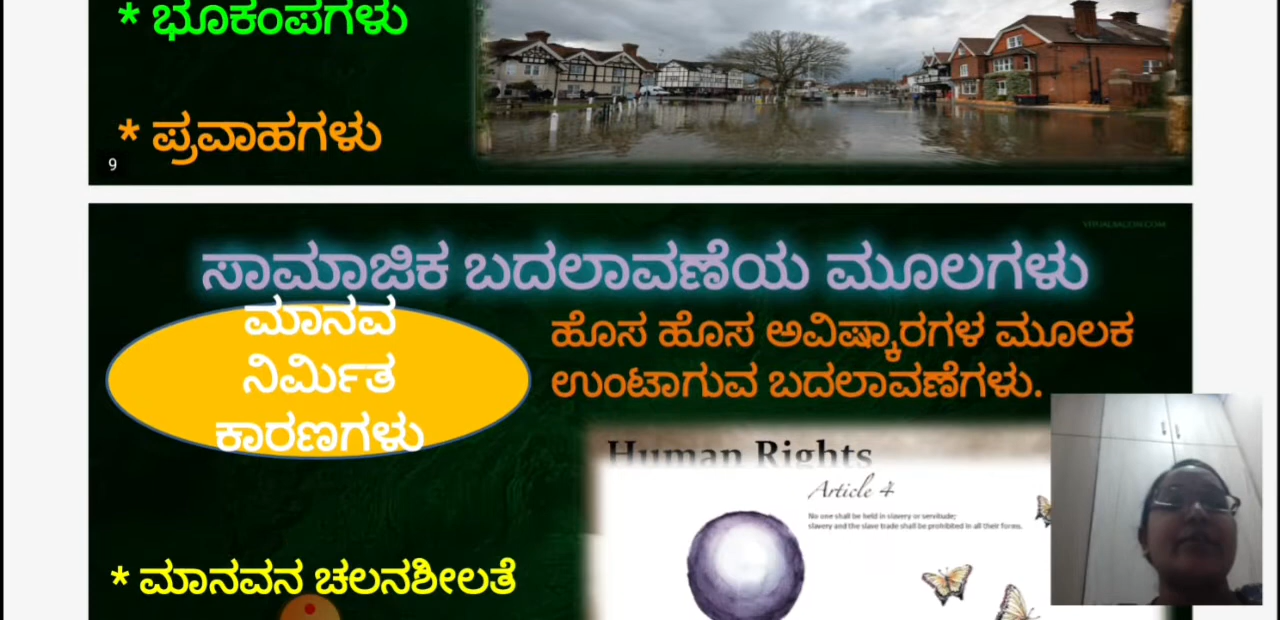 * ಭೂಕಂಪಗಳು
* ಪ್ರವಾಹಗಳು
9
ಸಾಮಾಜಿಕ ಬದಲಾವಣೆಯ ಮೂಲಗಳು
ಮಾನವ
ನಿರ್ಮಿತ
ಕಾರಣಗಳು
ಹೊಸ ಹೊಸ ಅವಿಷ್ಕಾರಗಳ ಮೂಲಕ
ಉಂಟಾಗುವ ಬದಲಾವಣೆಗಳು.
Human Rights
Article 4
No one shall be held in slavery or servitude;
slavery and the slave trade shall be prohibited in all their forms.
* ಮಾನವನ ಚಲನಶೀಲತೆ